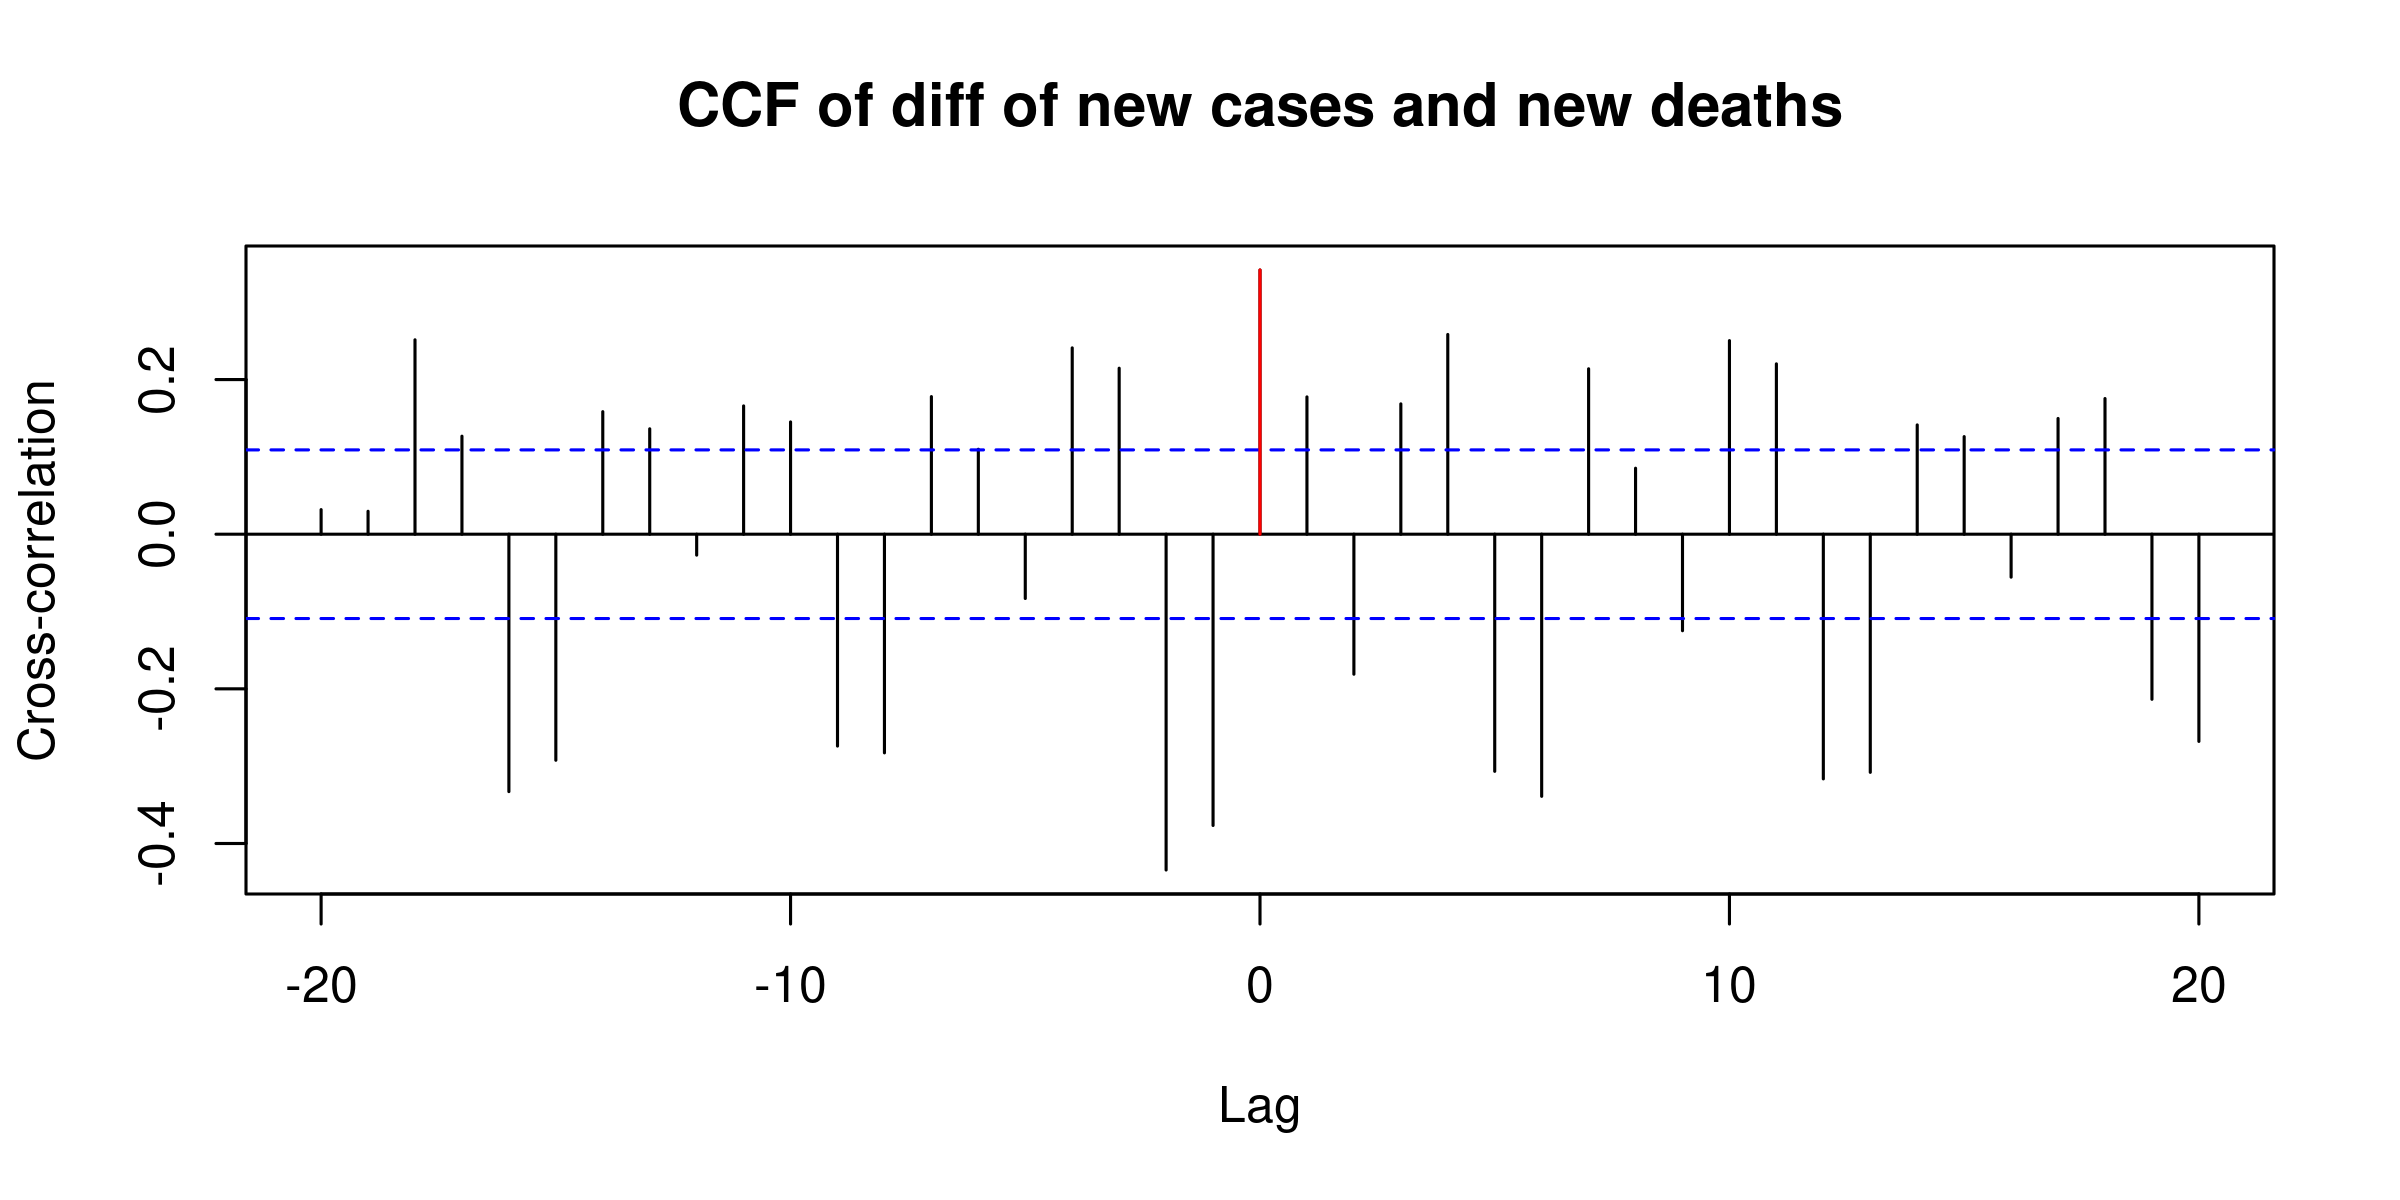 CCF of diff of new cases and new deaths
Cross-correlation
0.2
0.0
-0.2
-0.4
-20 -10 0 10 20
Lag